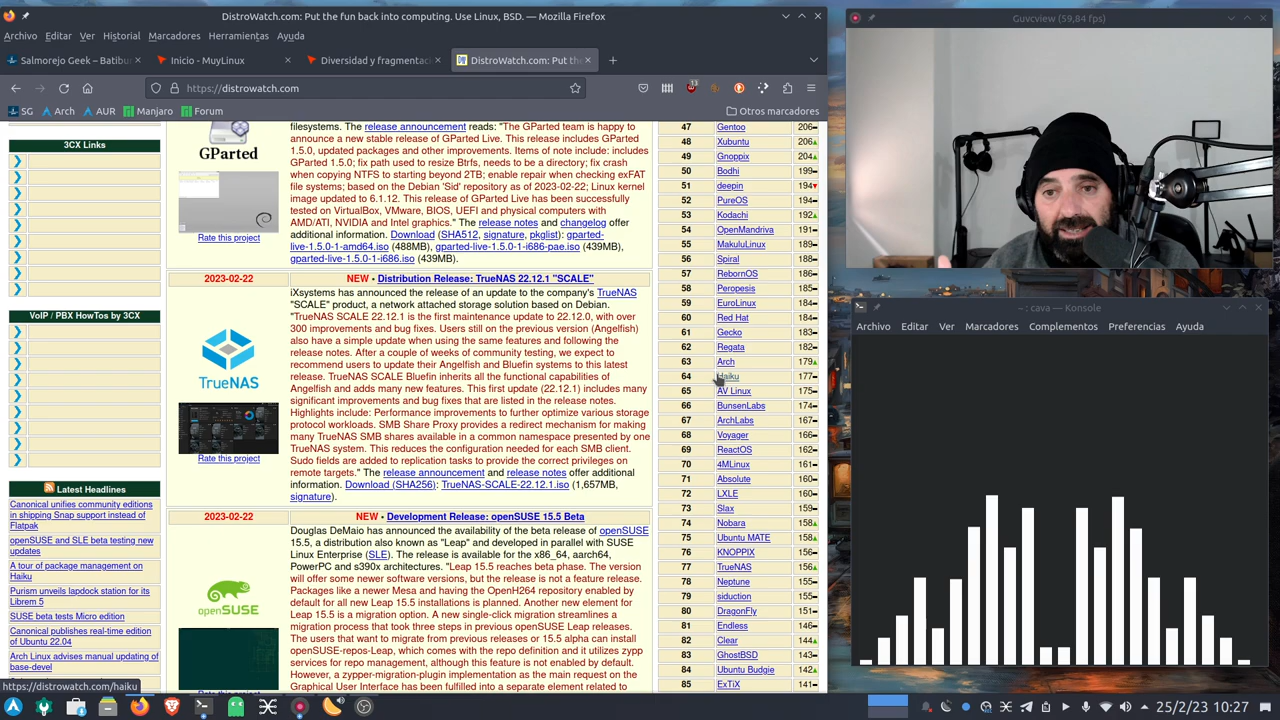 DistroWatch.com: Put the fun back into computing. Use Linux, BSD. — Mozilla Firefox
Archivo Editar Ver Historial Marcadores Herramientas Ayuda
Salmorejo Geek – Batibu
Inicio - MuyLinux
Diversidad y fragmentac
DistroWatch.com: Put the
https://distrowatch.com
13
SG Arch AUR Manjaro Forum
Otros marcadores
3CX Links
VoIP / PBX HowTos by 3CX
Latest Headlines
Canonical unifies community editions
in shipping Snap support instead of
Flatpak
openSUSE and SLE beta testing new
updates
A tour of package management on
Haiku
Purism unveils lapdock station for its
Librem 5
SUSE beta tests Micro edition
Canonical publishes real-time edition
of Ubuntu 22.04
Arch Linux advises manual updating of
base-devel
https://distrowatch.com/haiku
GParted
Rate this project
filesystems. The release announcement reads: "The GParted team is happy to
announce a new stable release of GParted Live. This release includes GParted
1.5.0, updated packages and other improvements. Items of note include: includes
GParted 1.5.0; fix path used to resize Btrfs, needs to be a directory; fix crash
when copying NTFS to starting beyond 2TB; enable repair when checking exFAT
file systems; based on the Debian 'Sid' repository as of 2023-02-22; Linux kernel
image updated to 6.1.12. This release of GParted Live has been successfully
tested on VirtualBox, VMware, BIOS, UEFI and physical computers with
AMD/ATI, NVIDIA and Intel graphics." The release notes and changelog offer
additional information. Download (SHA512, signature, pkglist): gparted-
live-1.5.0-1-amd64.iso (488MB), gparted-live-1.5.0-1-i686-pae.iso (439MB),
gparted-live-1.5.0-1-i686.iso (439MB).
2023-02-22
NEW • Distribution Release: TrueNAS 22.12.1 "SCALE"
TrueNAS
Rate this project
iXsystems has announced the release of an update to the company's TrueNAS
"SCALE" product, a network attached storage solution based on Debian.
"TrueNAS SCALE 22.12.1 is the first maintenance update to 22.12.0, with over
300 improvements and bug fixes. Users still on the previous version (Angelfish)
also have a simple update when using the same features and following the
release notes. After a couple of weeks of community testing, we expect to
recommend users to update their Angelfish and Bluefin systems to this latest
release. TrueNAS SCALE Bluefin inherits all the functional capabilities of
Angelfish and adds many new features. This first update (22.12.1) includes many
significant improvements and bug fixes that are listed in the release notes.
Highlights include: Performance improvements to further optimize various storage
protocol workloads. SMB Share Proxy provides a redirect mechanism for making
many TrueNAS SMB shares available in a common namespace presented by one
TrueNAS system. This reduces the configuration needed for each SMB client.
Sudo fields are added to replication tasks to provide the correct privileges on
remote targets." The release announcement and release notes offer additional
information. Download (SHA256): TrueNAS-SCALE-22.12.1.iso (1,657MB,
signature).
2023-02-22
NEW • Development Release: openSUSE 15.5 Beta
openSUSE
Douglas DeMaio has announced the availability of the beta release of openSUSE
15.5, a distribution also known as "Leap" and developed in parallel with SUSE
Linux Enterprise (SLE). The release is available for the x86_64, aarch64,
PowerPC and s390x architectures. "Leap 15.5 reaches beta phase. The version
will offer some newer software versions, but the release is not a feature release.
Packages like a newer Mesa and having the OpenH264 repository enabled by
default for all new Leap 15.5 installations is planned. Another new element for
Leap 15.5 is a migration option. A new single-click migration streamlines a
migration process that took three steps in previous openSUSE Leap releases.
The users that want to migrate from previous releases or 15.5 alpha can install
openSUSE-repos-Leap, which comes with the repo definition and it utilizes zypp
services for repo management, although this feature is not enabled by default.
However, a zypper-migration-plugin implementation as the main request on the
Graphical User Interface has been fulfilled into a separate element related to
47 Gentoo 206
48 Xubuntu 206
49 Gnoppix 204
50 Bodhi 199
51 deepin 194
52 PureOS 194
53 Kodachi 192
54 OpenMandriva 191
55 MakuluLinux 189
56 Spiral 188
57 RebornOS 186
58 Peropesis 185
59 EuroLinux 184
60 Red Hat 184
61 Gecko 183
62 Regata 182
63 Arch 179
64 Haiku 177
65 AV Linux 175
66 BunsenLabs 174
67 ArchLabs 167
68 Voyager 166
69 ReactOS 162
70 4MLinux 161
71 Absolute 160
72 LXLE 160
73 Slax 159
74 Nobara 158
75 Ubuntu MATE 158
76 KNOPPIX 156
77 TrueNAS 156
78 Neptune 155
79 siduction 155
80 DragonFly 151
81 Endless 146
82 Clear 144
83 GhostBSD 143
84 Ubuntu Budgie 142
85 ExTiX 141
Guvcview (59,84 fps)
~ : cava — Konsole
Archivo Editar Ver Marcadores Complementos Preferencias Ayuda
25/2/23 10:27